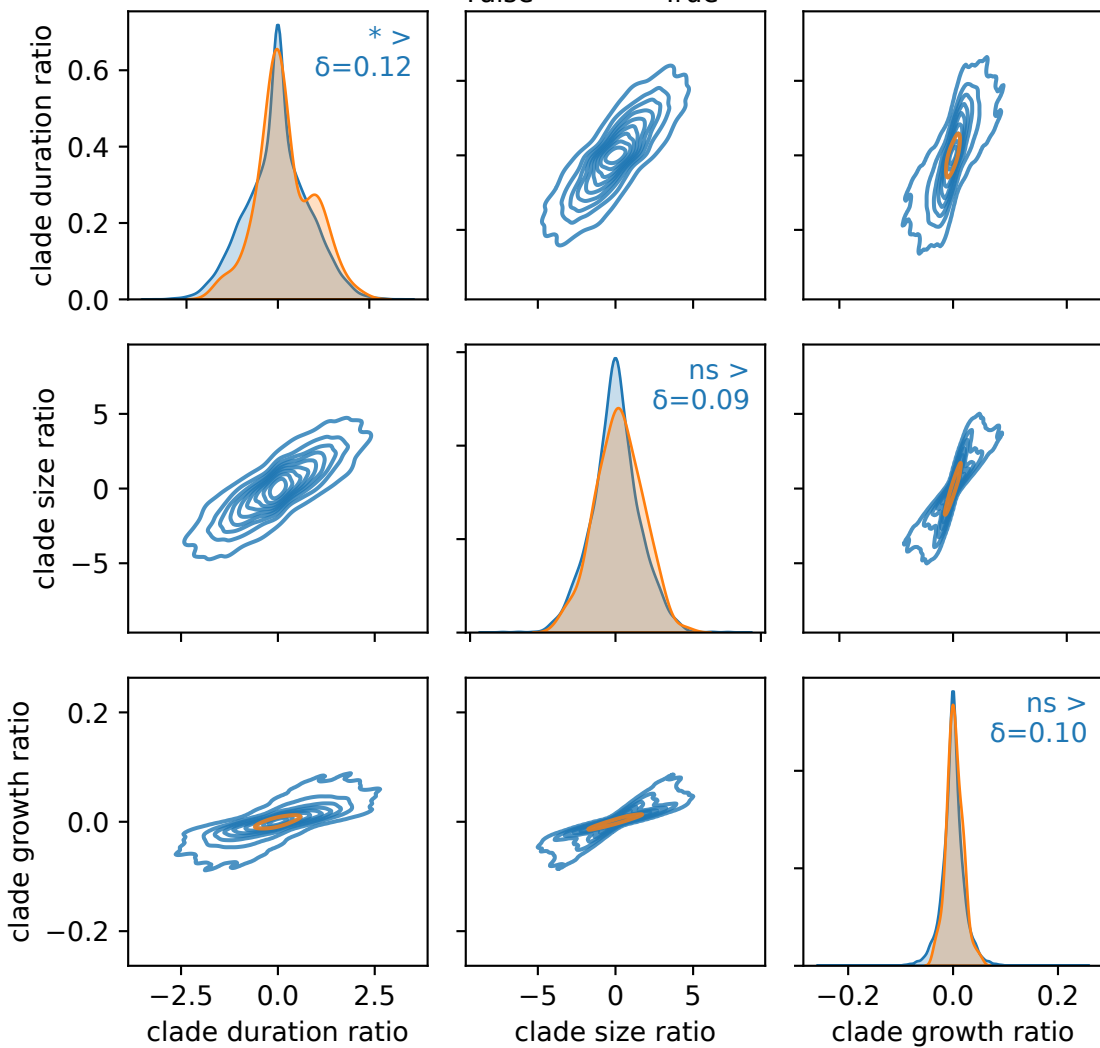 clade duration ratio
0.6
0.4
0.2
0.0
* >
δ=0.12
clade size ratio
5
0
−5
ns >
δ=0.09
clade growth ratio
0.2
0.0
−0.2
ns >
δ=0.10
−2.5 0.0 2.5
−5 0 5
−0.2 0.0 0.2
clade duration ratio
clade size ratio
clade growth ratio